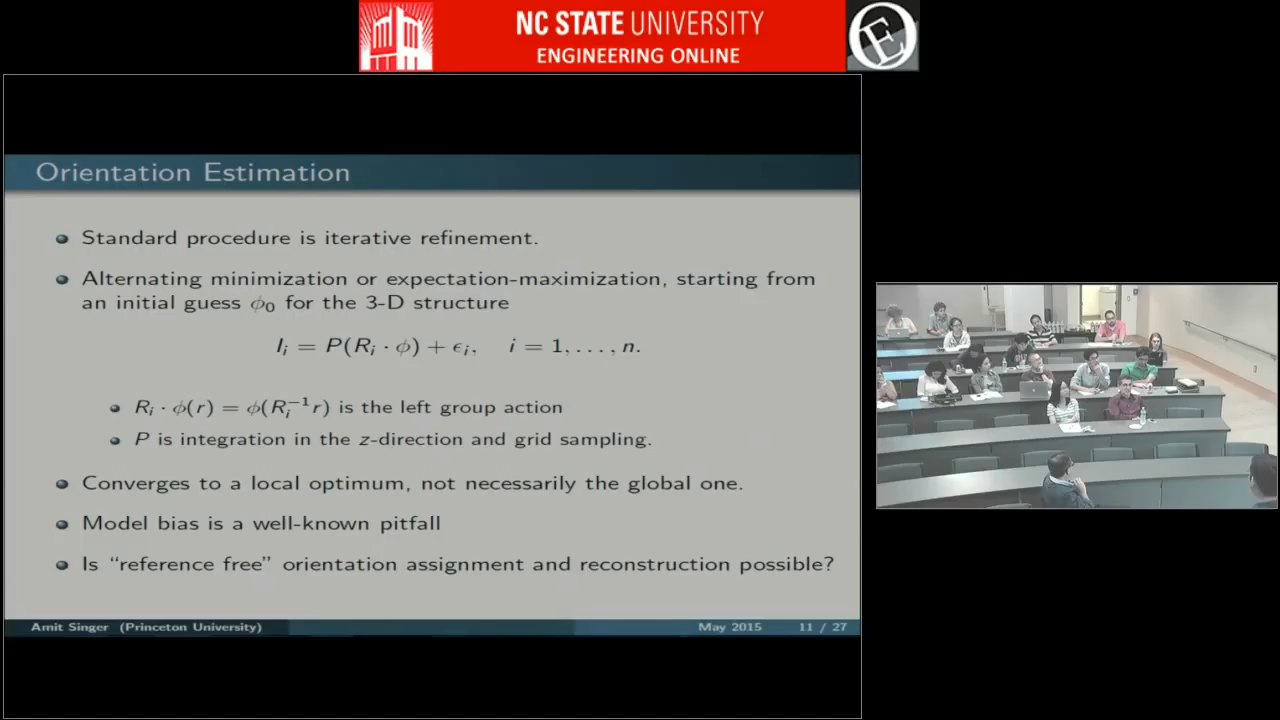 NC STATE UNIVERSITY
ENGINEERING ONLINE
OE
Orientation Estimation
Standard procedure is iterative refinement.
Alternating minimization or expectation-maximization, starting from
an initial guess ϕ₀ for the 3-D structure
Iᵢ = P(Rᵢ · ϕ) + ϵᵢ, i = 1, . . . , n.
Rᵢ · ϕ(r) = ϕ(Rᵢ⁻¹r) is the left group action
P is integration in the z-direction and grid sampling.
Converges to a local optimum, not necessarily the global one.
Model bias is a well-known pitfall
Is “reference free” orientation assignment and reconstruction possible?
Amit Singer (Princeton University) May 2015 11 / 27